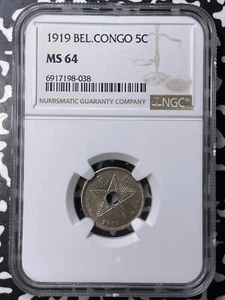 1919 BEL.CONGO 5C
MS 64
6917198-038
NUMISMATIC GUARANTY COMPANY
NGC